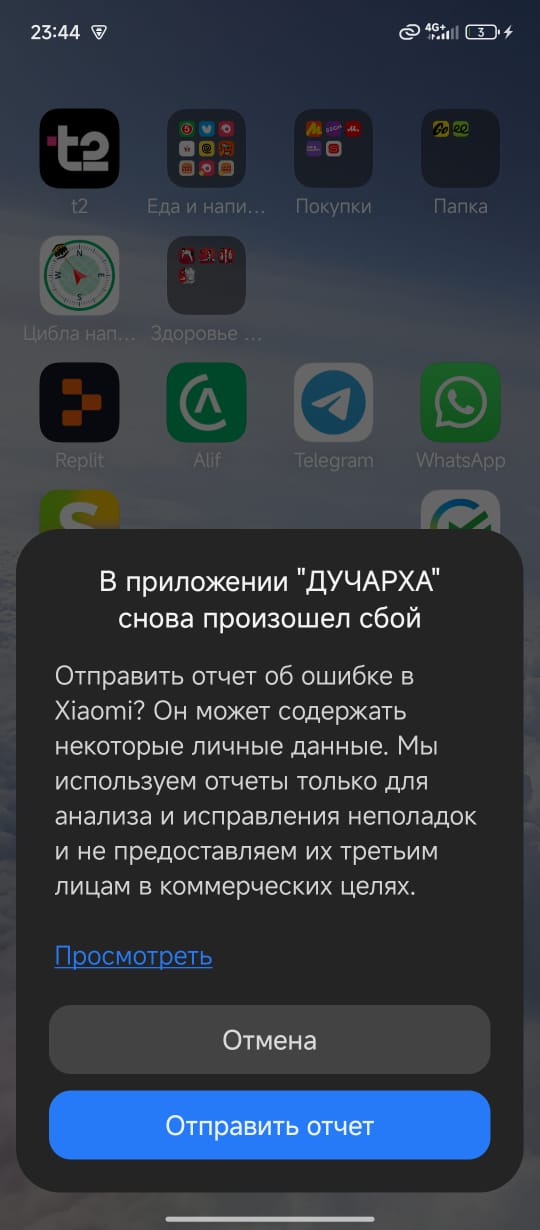 23:44
4G+
3
t2
t2
Еда и напи...
Покупки
Папка
N
W
E
S
Цибла нап...
Здоровье ...
Replit
Alif
Telegram
WhatsApp
S
В приложении "ДУЧАРХА"
снова произошел сбой
Отправить отчет об ошибке в
Xiaomi? Он может содержать
некоторые личные данные. Мы
используем отчеты только для
анализа и исправления неполадок
и не предоставляем их третьим
лицам в коммерческих целях.
Просмотреть
Отмена
Отправить отчет